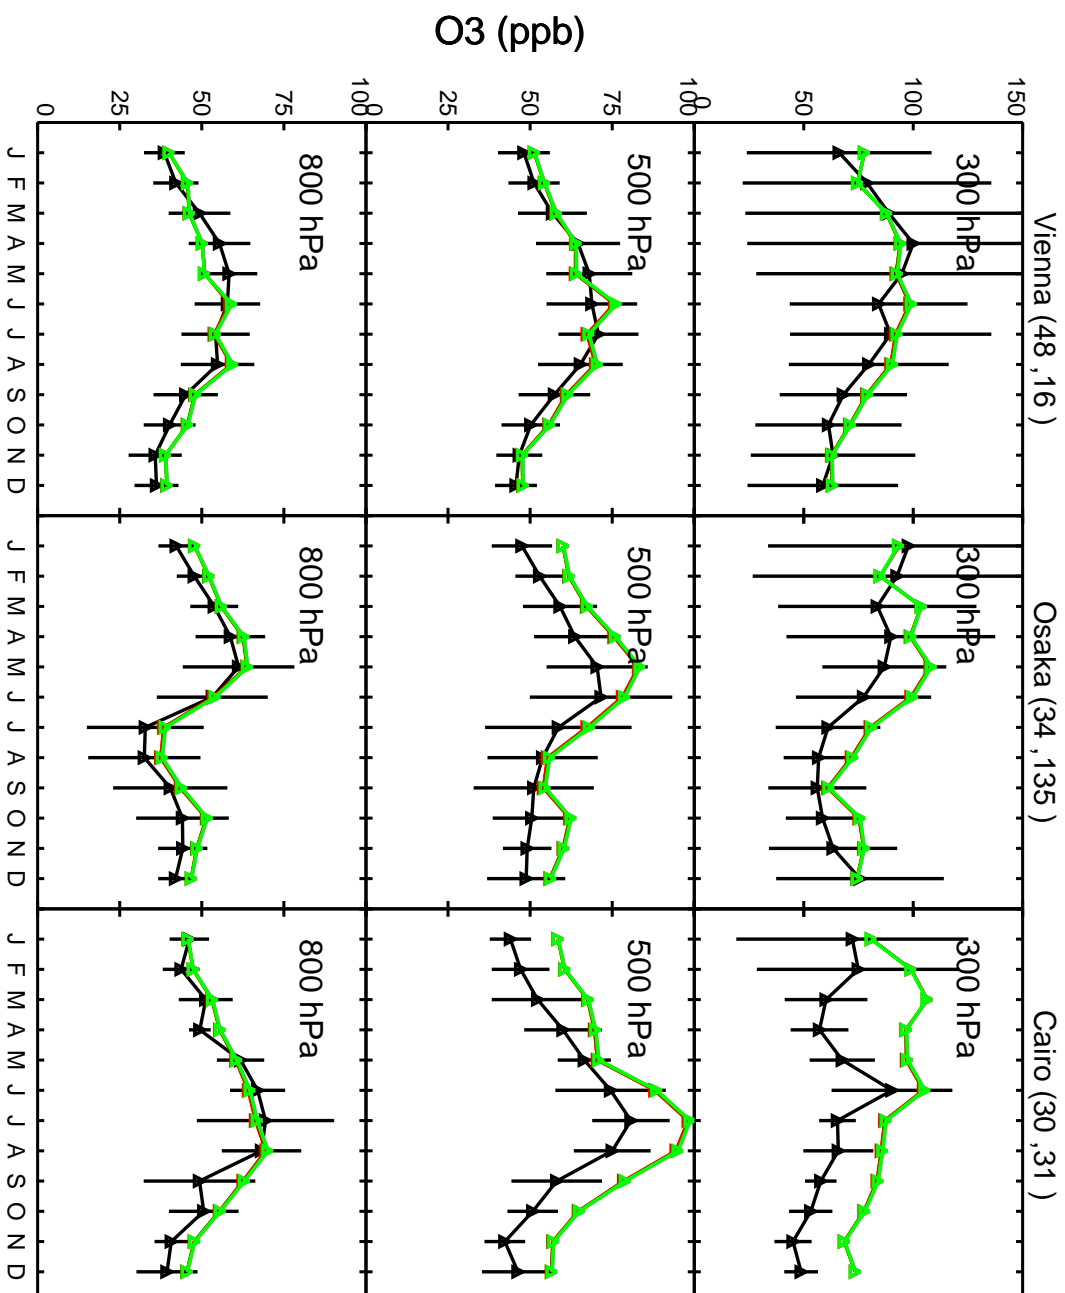 O3 (ppb)
Vienna (48 ,16 )
Osaka (34 ,135 )
Cairo (30 ,31 )
150
100
50
0
300 hPa
300 hPa
300 hPa
100
75
50
25
0
500 hPa
500 hPa
500 hPa
100
75
50
25
0
800 hPa
800 hPa
800 hPa
J F M A M J J A S O N D
J F M A M J J A S O N D
J F M A M J J A S O N D